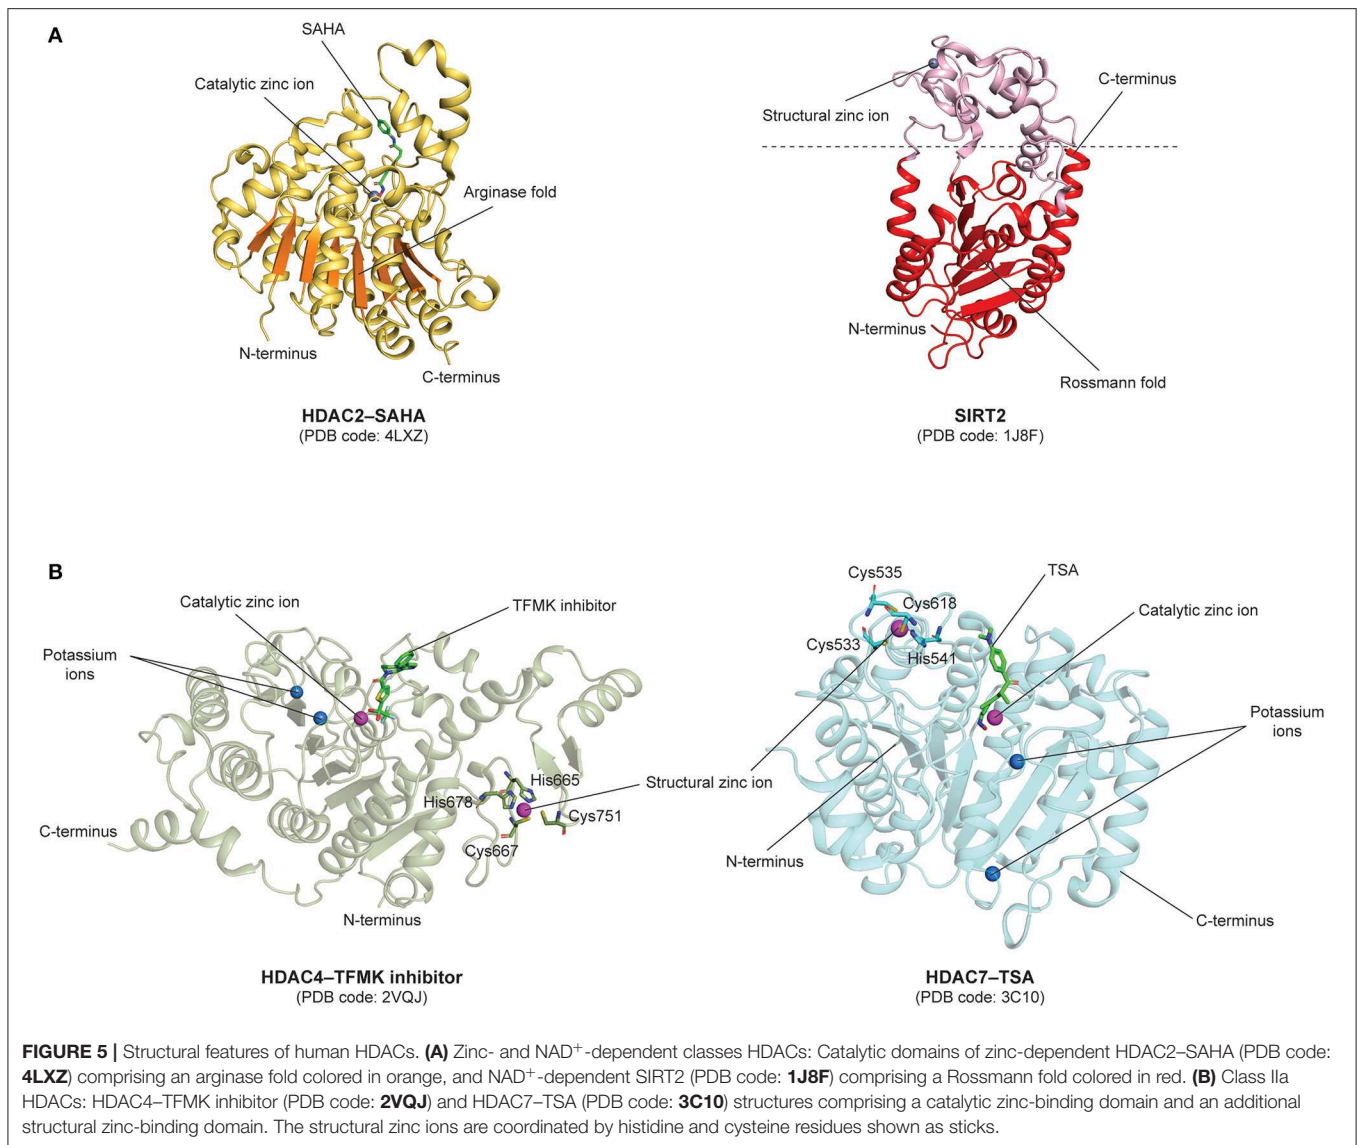 A
SAHA
Catalytic zinc ion
Arginase fold
N-terminus
C-terminus
HDAC2–SAHA
(PDB code: 4LXZ)
C-terminus
Structural zinc ion
N-terminus
Rossmann fold
SIRT2
(PDB code: 1J8F)
B
Catalytic zinc ion
TFMK inhibitor
Potassium
ions
His665
His678
Cys751
Cys667
C-terminus
N-terminus
HDAC4–TFMK inhibitor
(PDB code: 2VQJ)
Structural zinc ion
Cys535
TSA
Cys618
Catalytic zinc ion
Cys533
His541
Potassium
ions
N-terminus
C-terminus
HDAC7–TSA
(PDB code: 3C10)
FIGURE 5 | Structural features of human HDACs. (A) Zinc- and NAD+-dependent classes HDACs: Catalytic domains of zinc-dependent HDAC2–SAHA (PDB code:
4LXZ) comprising an arginase fold colored in orange, and NAD+-dependent SIRT2 (PDB code: 1J8F) comprising a Rossmann fold colored in red. (B) Class IIa
HDACs: HDAC4–TFMK inhibitor (PDB code: 2VQJ) and HDAC7–TSA (PDB code: 3C10) structures comprising a catalytic zinc-binding domain and an additional
structural zinc-binding domain. The structural zinc ions are coordinated by histidine and cysteine residues shown as sticks.